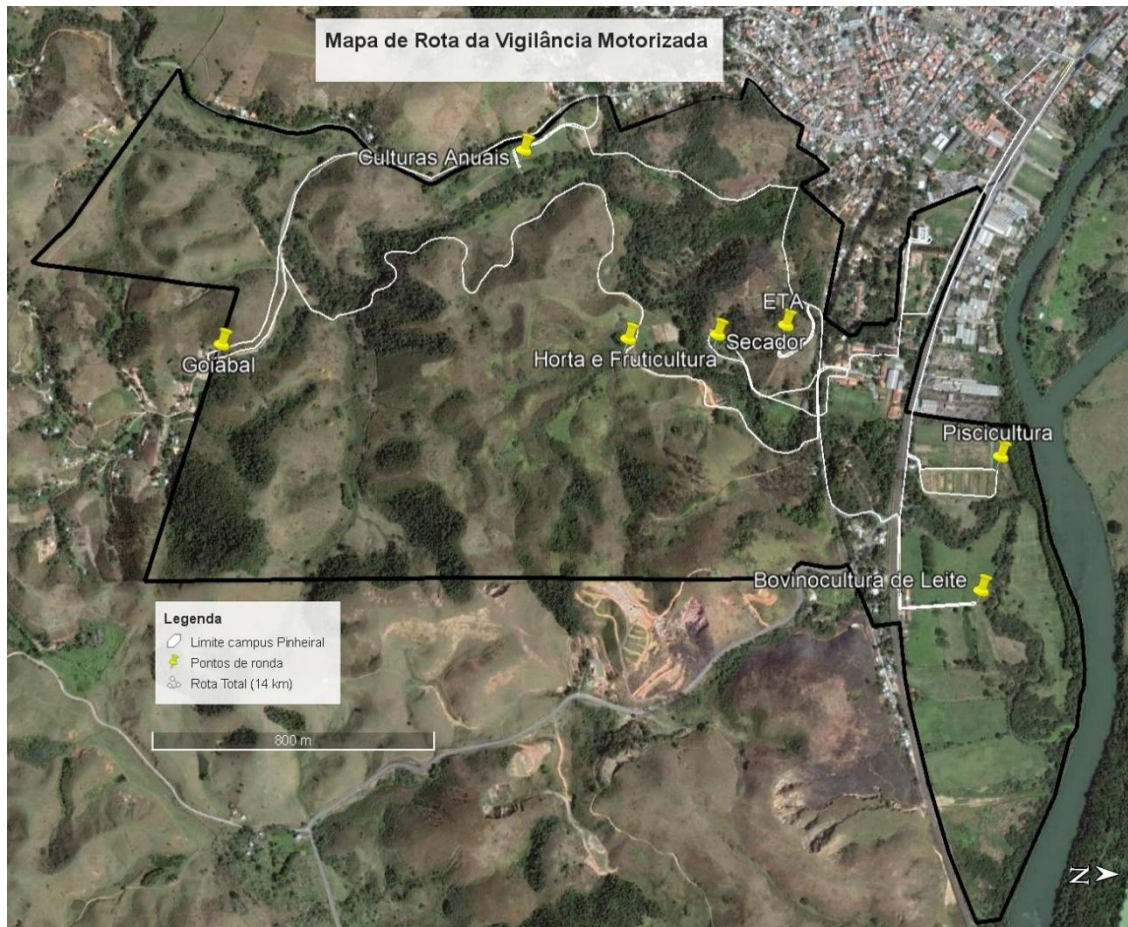 Mapa de Rota da Vigilância Motorizada
Culturas Anuais
ETA
Goiabal
Horta e Fruticultura
Secador
Piscicultura
Bovinocultura de Leite
Legenda
Limite campus Pinheiral
Pontos de ronda
Rota Total (14 km)
800 m
N